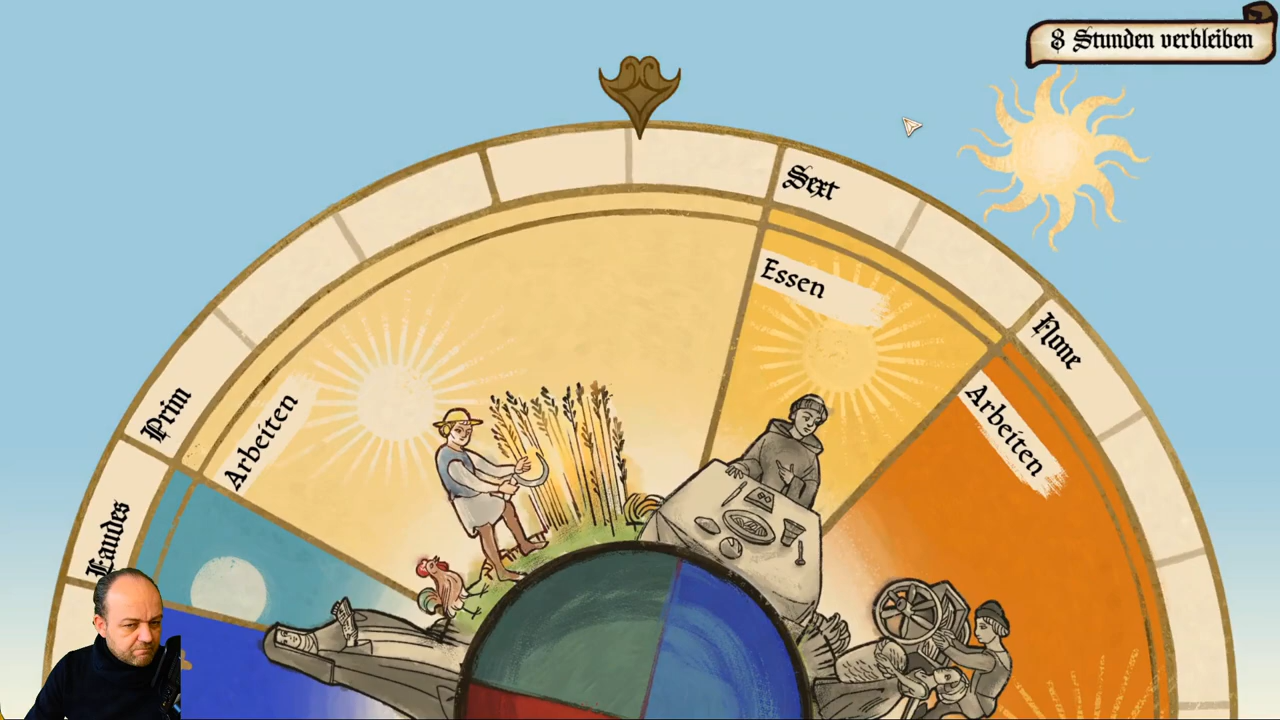 8 Stunden verbleiben
Sext
Essen
None
Arbeiten
Prim
Arbeiten
Laudes